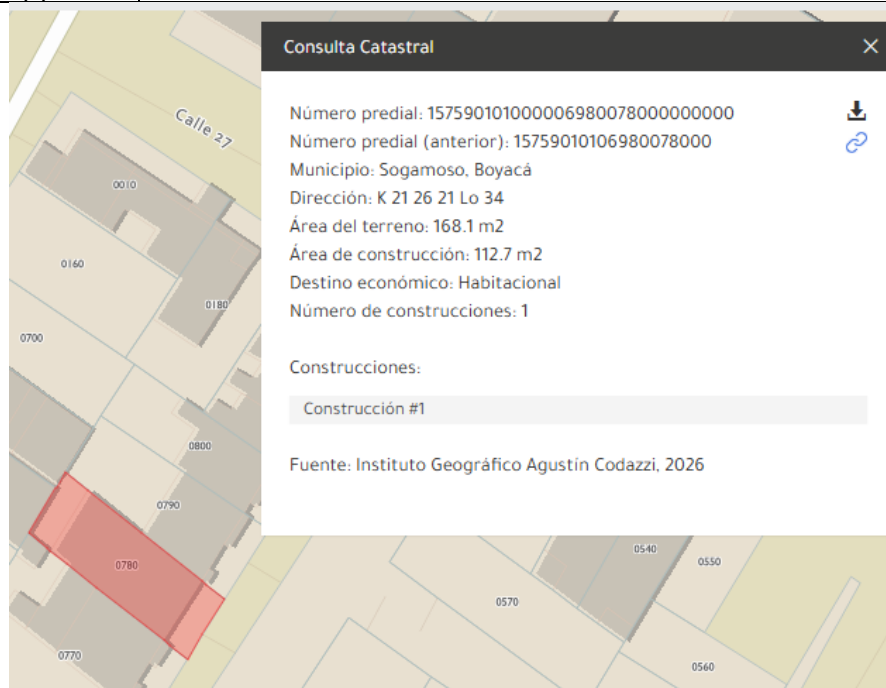 Consulta Catastral
Número predial: 157590101000006980078000000000
Número predial (anterior): 15759010106980078000
Municipio: Sogamoso, Boyacá
Dirección: K 21 26 21 Lo 34
Área del terreno: 168.1 m2
Área de construcción: 112.7 m2
Destino económico: Habitacional
Número de construcciones: 1
Construcciones:
Construcción #1
Fuente: Instituto Geográfico Agustín Codazzi, 2026
Calle 27
0010
0160
0180
0700
0800
0790
0780
0770
0540
0550
0570
0560